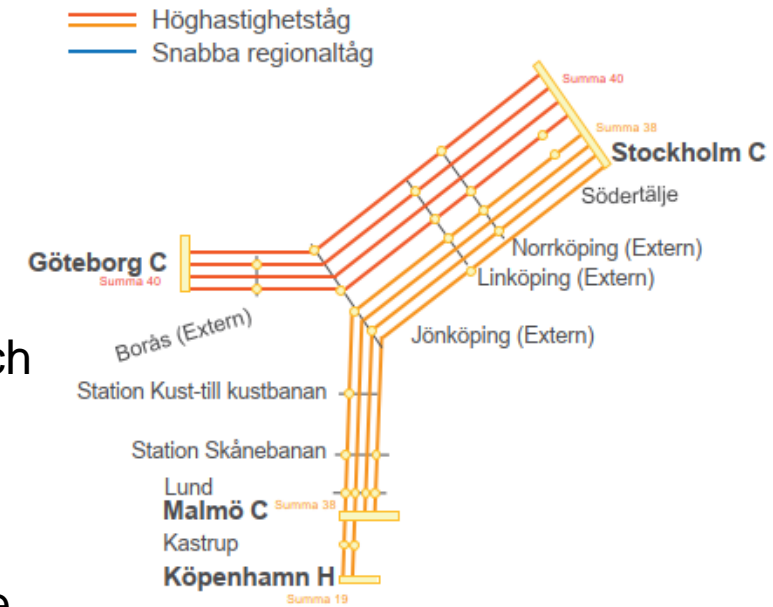 Höghastighetståg
Snabba regionaltåg
Summa 40
Summa 38
Stockholm C
Södertälje
Norrköping (Extern)
Linköping (Extern)
Göteborg C
Summa 40
Borås (Extern)
Jönköping (Extern)
ch
Station Kust-till kustbanan
Station Skånebanan
Lund
Malmö C
Summa 38
Kastrup
Köpenhamn H
Summa 19